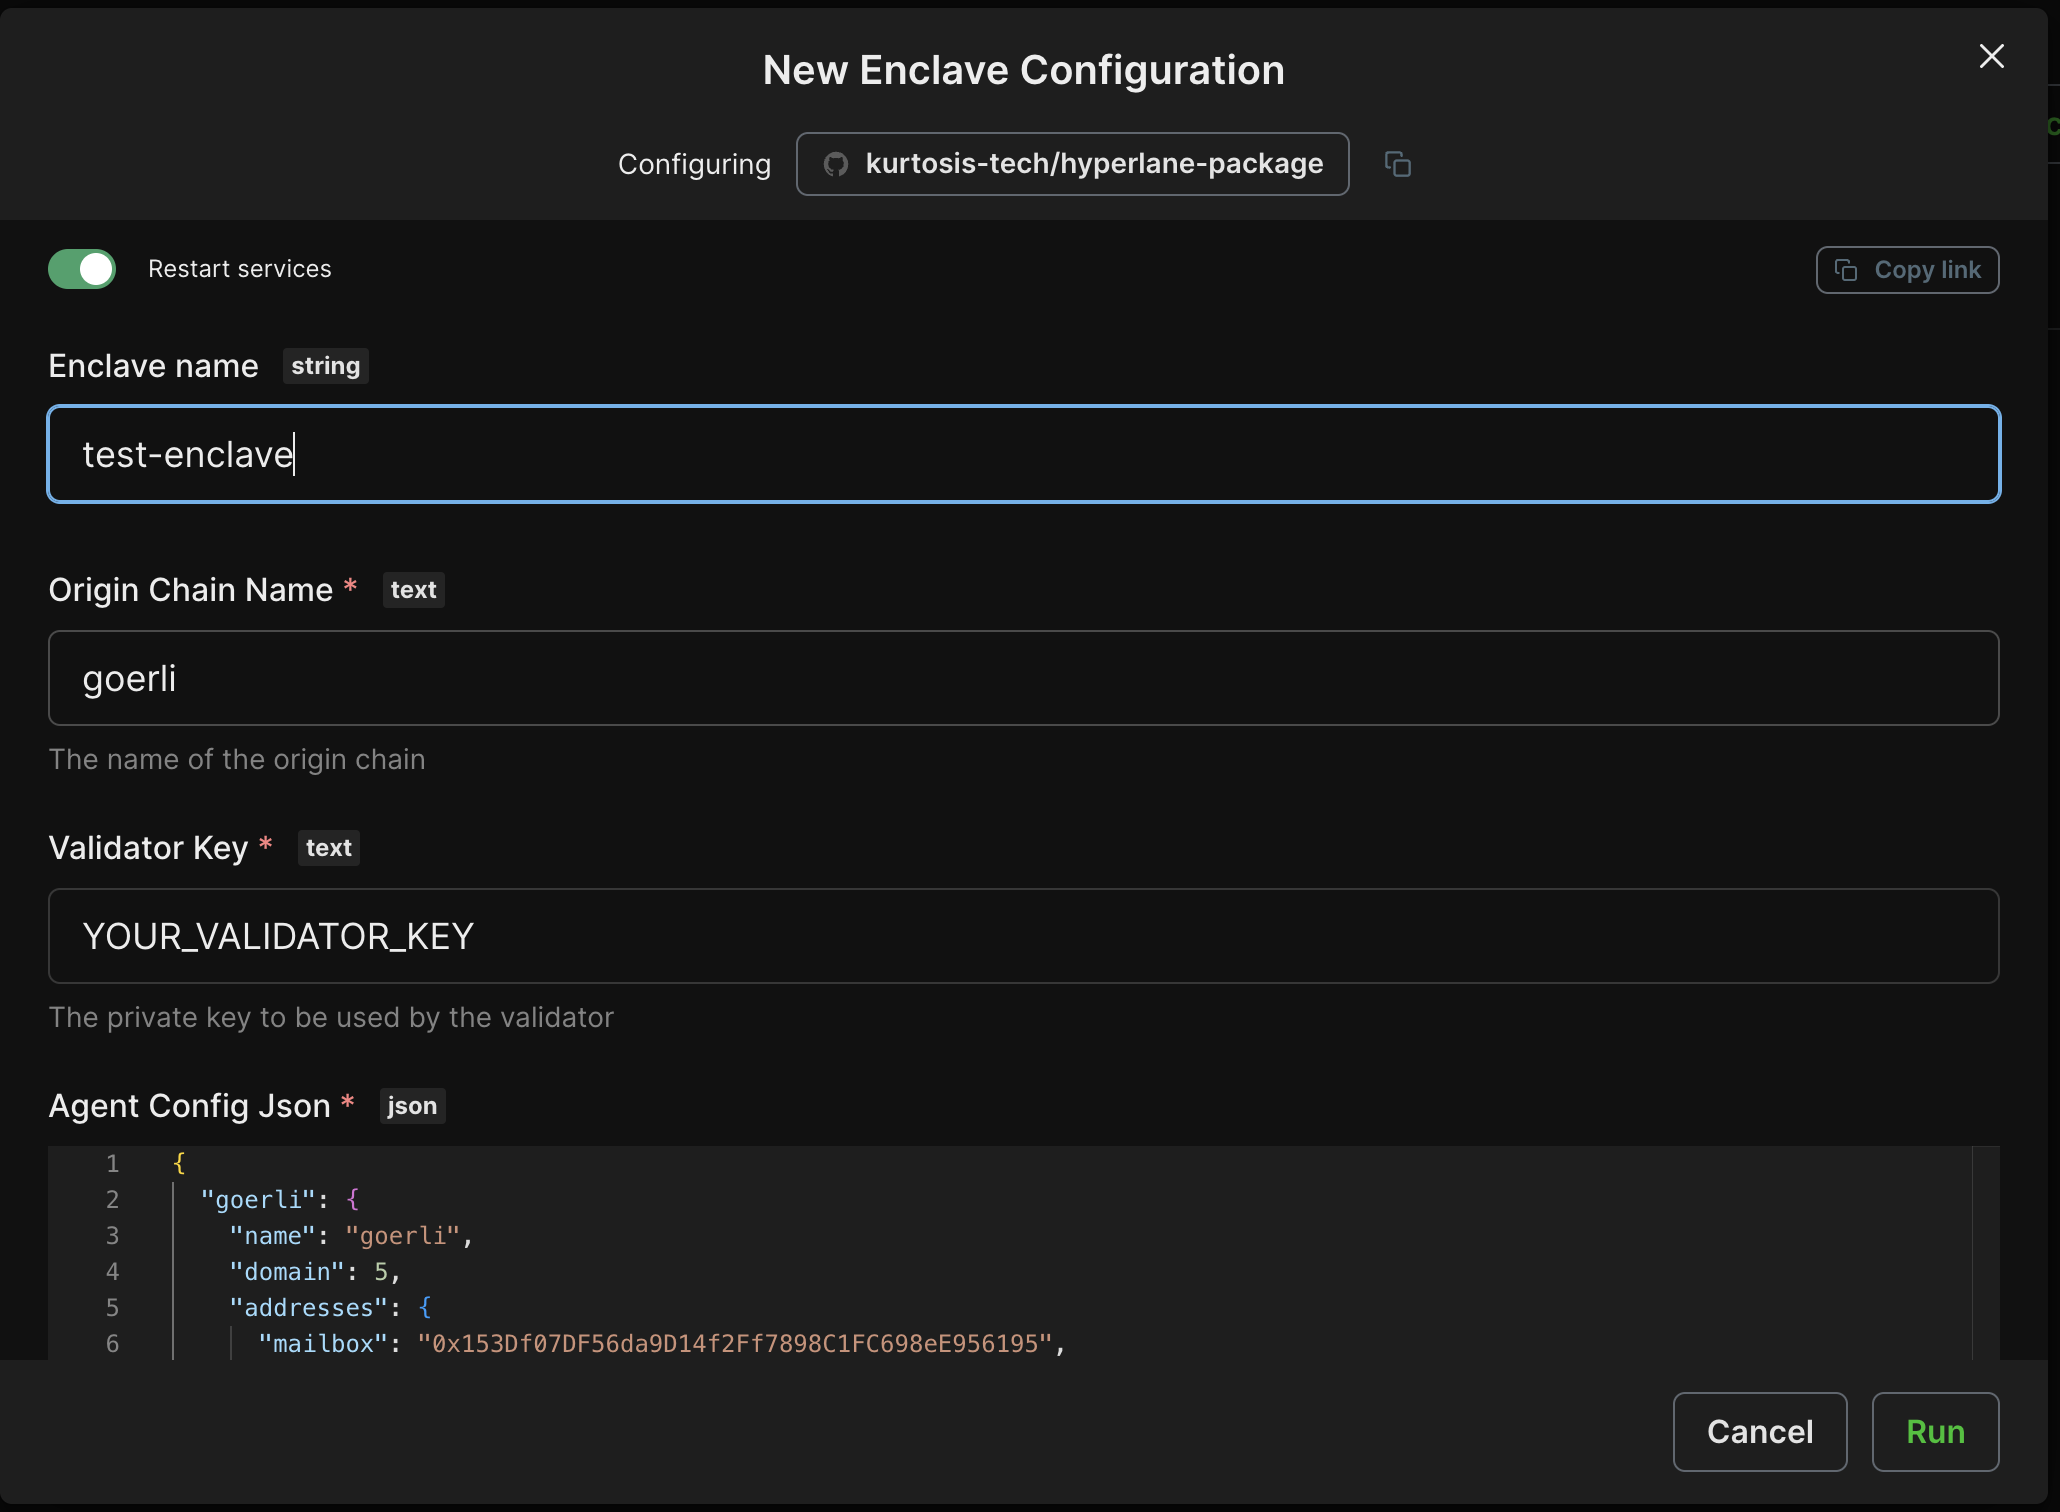 New Enclave Configuration
Configuring kurtosis-tech/hyperlane-package
Restart services
Copy link
Enclave name string
test-enclave
Origin Chain Name * text
goerli
The name of the origin chain
Validator Key * text
YOUR_VALIDATOR_KEY
The private key to be used by the validator
Agent Config Json * json
1 {
2 "goerli": {
3 "name": "goerli",
4 "domain": 5,
5 "addresses": {
6 "mailbox": "0x153Df07DF56da9D14f2Ff7898C1FC698eE956195",
Cancel Run